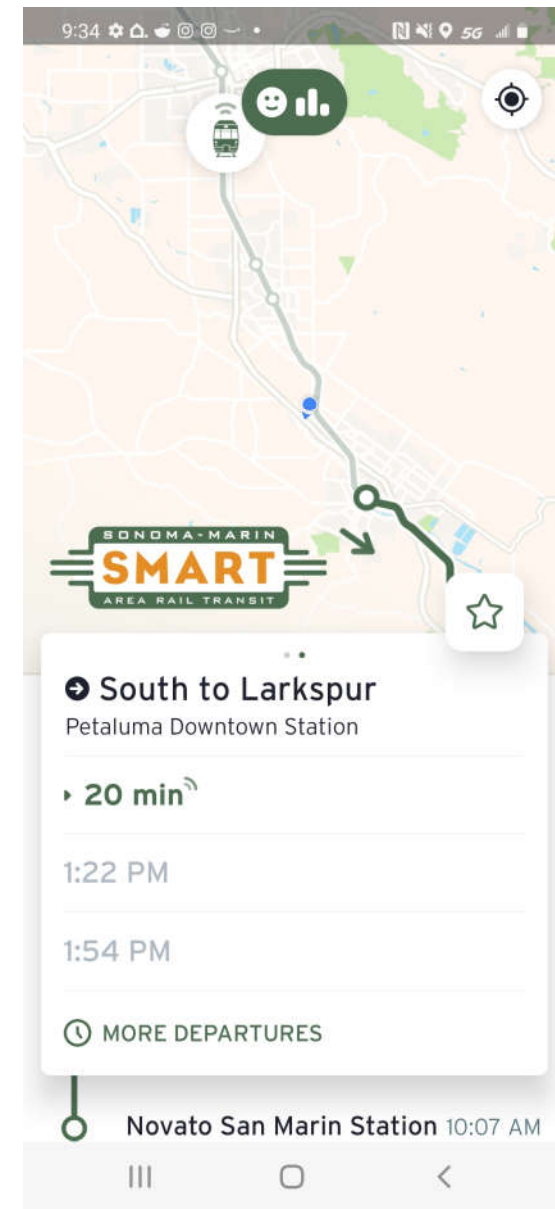 9:34
5G
SONOMA-MARIN
SMART
AREA RAIL TRANSIT
South to Larkspur
Petaluma Downtown Station
20 min
1:22 PM
1:54 PM
MORE DEPARTURES
Novato San Marin Station 10:07 AM